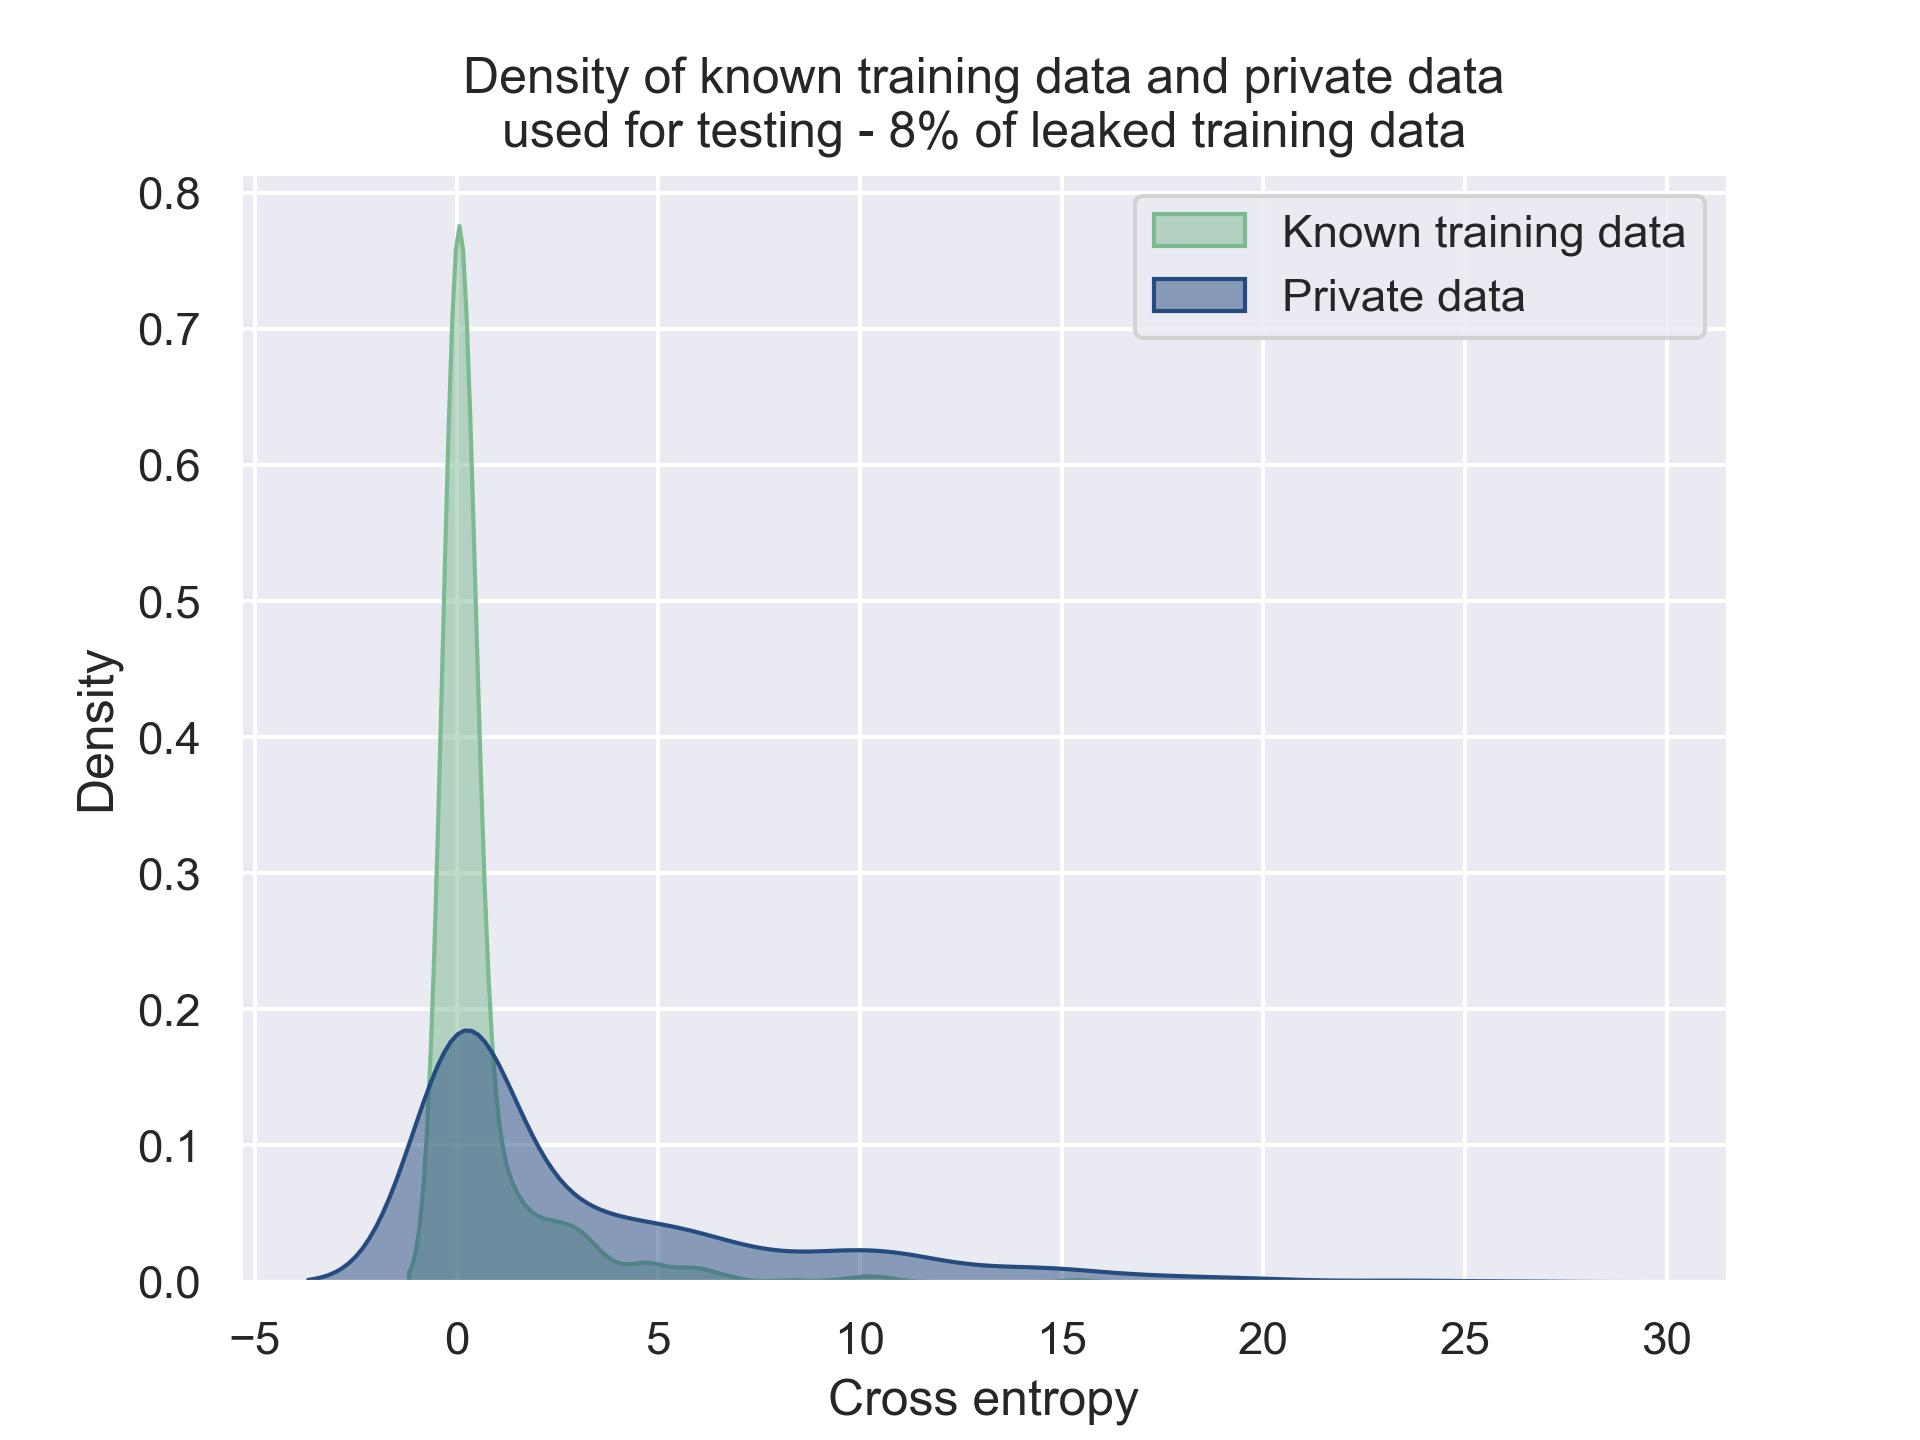 Density of known training data and private data
used for testing - 8% of leaked training data
Known training data
Private data
Density
0.8
0.7
0.6
0.5
0.4
0.3
0.2
0.1
0.0
−5 0 5 10 15 20 25 30
Cross entropy